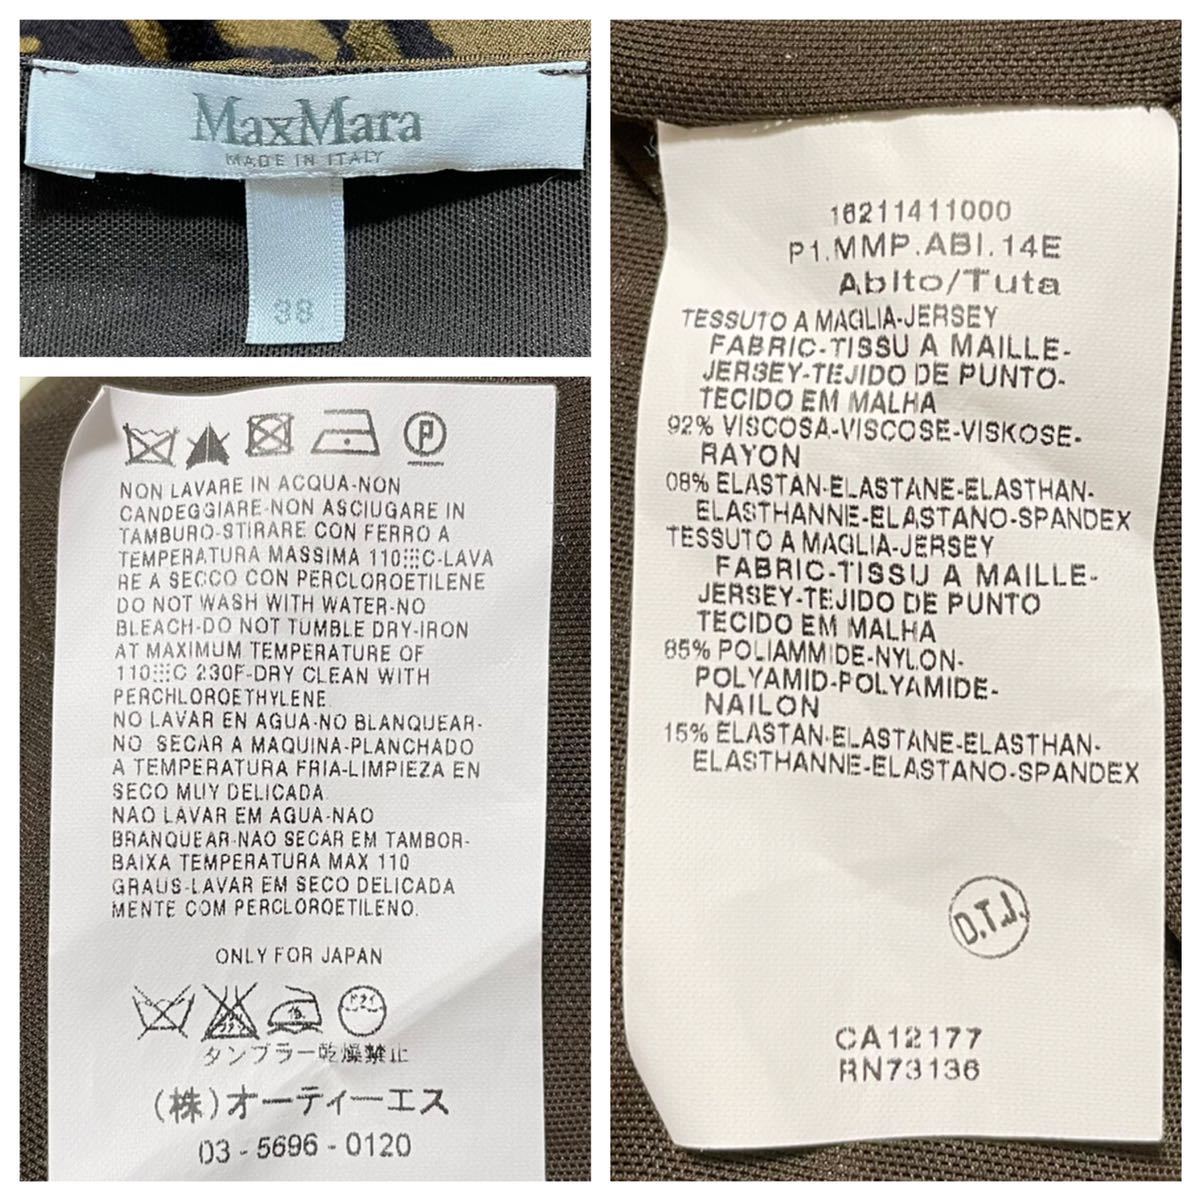 MaxMara
MADE IN ITALY
38
NON LAVARE IN ACQUA-NON
CANDEGGIARE-NON ASCIUGARE IN
TAMBURO-STIRARE CON FERRO A
TEMPERATURA MASSIMA 110░C-LAVA
RE A SECCO CON PERCLOROETILENE
DO NOT WASH WITH WATER-NO
BLEACH-DO NOT TUMBLE DRY-IRON
AT MAXIMUM TEMPERATURE OF
110░C 230F-DRY CLEAN WITH
PERCHLOROETHYLENE.
NO LAVAR EN AGUA-NO BLANQUEAR-
NO SECAR A MAQUINA-PLANCHADO
A TEMPERATURA FRIA-LIMPIEZA EN
SECO MUY DELICADA
NAO LAVAR EM AGUA-NAO
BRANQUEAR-NAO SECAR EM TAMBOR-
BAIXA TEMPERATURA MAX 110
GRAUS-LAVAR EM SECO DELICADA
MENTE COM PERCLOROETILENO.
ONLY FOR JAPAN
タンブラー乾燥禁止
(株)オーティーエス
03-5696-0120
16211411000
P1.MMP.ABI.14E
Abito/Tuta
TESSUTO A MAGLIA-JERSEY
FABRIC-TISSU A MAILLE-
JERSEY-TEJIDO DE PUNTO-
TECIDO EM MALHA
92% VISCOSA-VISCOSE-VISKOSE-
RAYON
08% ELASTAN-ELASTANE-ELASTHAN-
ELASTHANNE-ELASTANO-SPANDEX
TESSUTO A MAGLIA-JERSEY
FABRIC-TISSU A MAILLE-
JERSEY-TEJIDO DE PUNTO
TECIDO EM MALHA
85% POLIAMMIDE-NYLON-
POLYAMID-POLYAMIDE-
NAILON
15% ELASTAN-ELASTANE-ELASTHAN-
ELASTHANNE-ELASTANO-SPANDEX
D.T.J.
CA12177
RN73136